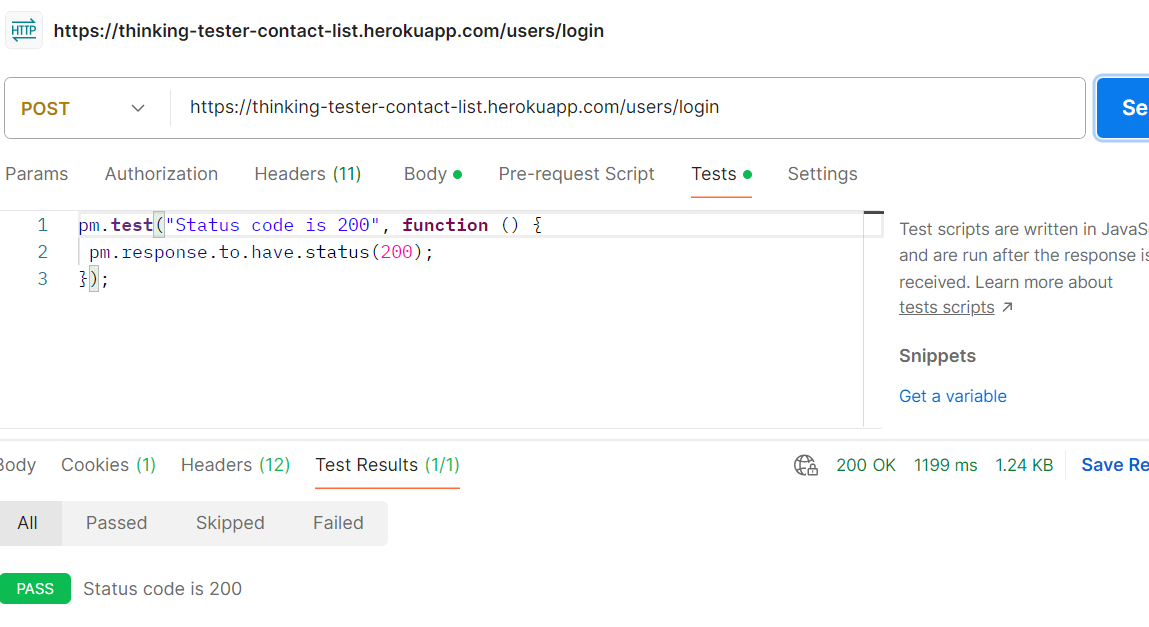 HTTP https://thinking-tester-contact-list.herokuapp.com/users/login
POST https://thinking-tester-contact-list.herokuapp.com/users/login Se
Params Authorization Headers (11) Body Pre-request Script Tests Settings
1 pm.test("Status code is 200", function () {
2 pm.response.to.have.status(200);
3 });
Test scripts are written in JavaSc
and are run after the response is
received. Learn more about
tests scripts ↗
Snippets
Get a variable
Body Cookies (1) Headers (12) Test Results (1/1) 200 OK 1199 ms 1.24 KB Save Re
All Passed Skipped Failed
PASS Status code is 200